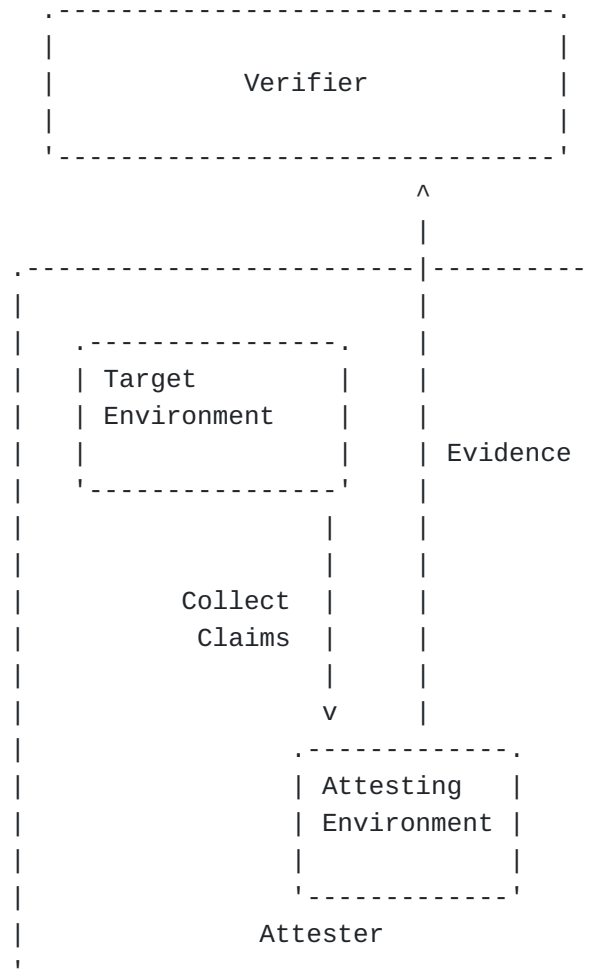 Verifier
Target
Environment
Evidence
Collect
Claims
Attesting
Environment
Attester